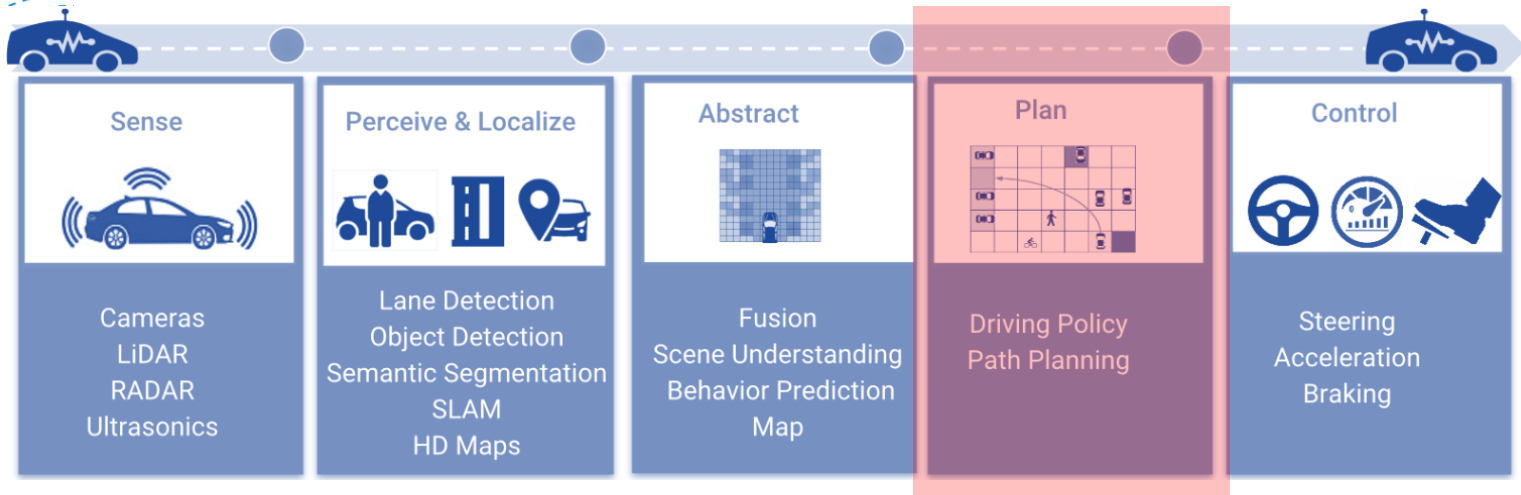 Sense
Cameras
LiDAR
RADAR
Ultrasonics
Perceive & Localize
Lane Detection
Object Detection
Semantic Segmentation
SLAM
HD Maps
Abstract
Fusion
Scene Understanding
Behavior Prediction
Map
Plan
Driving Policy
Path Planning
Control
Steering
Acceleration
Braking